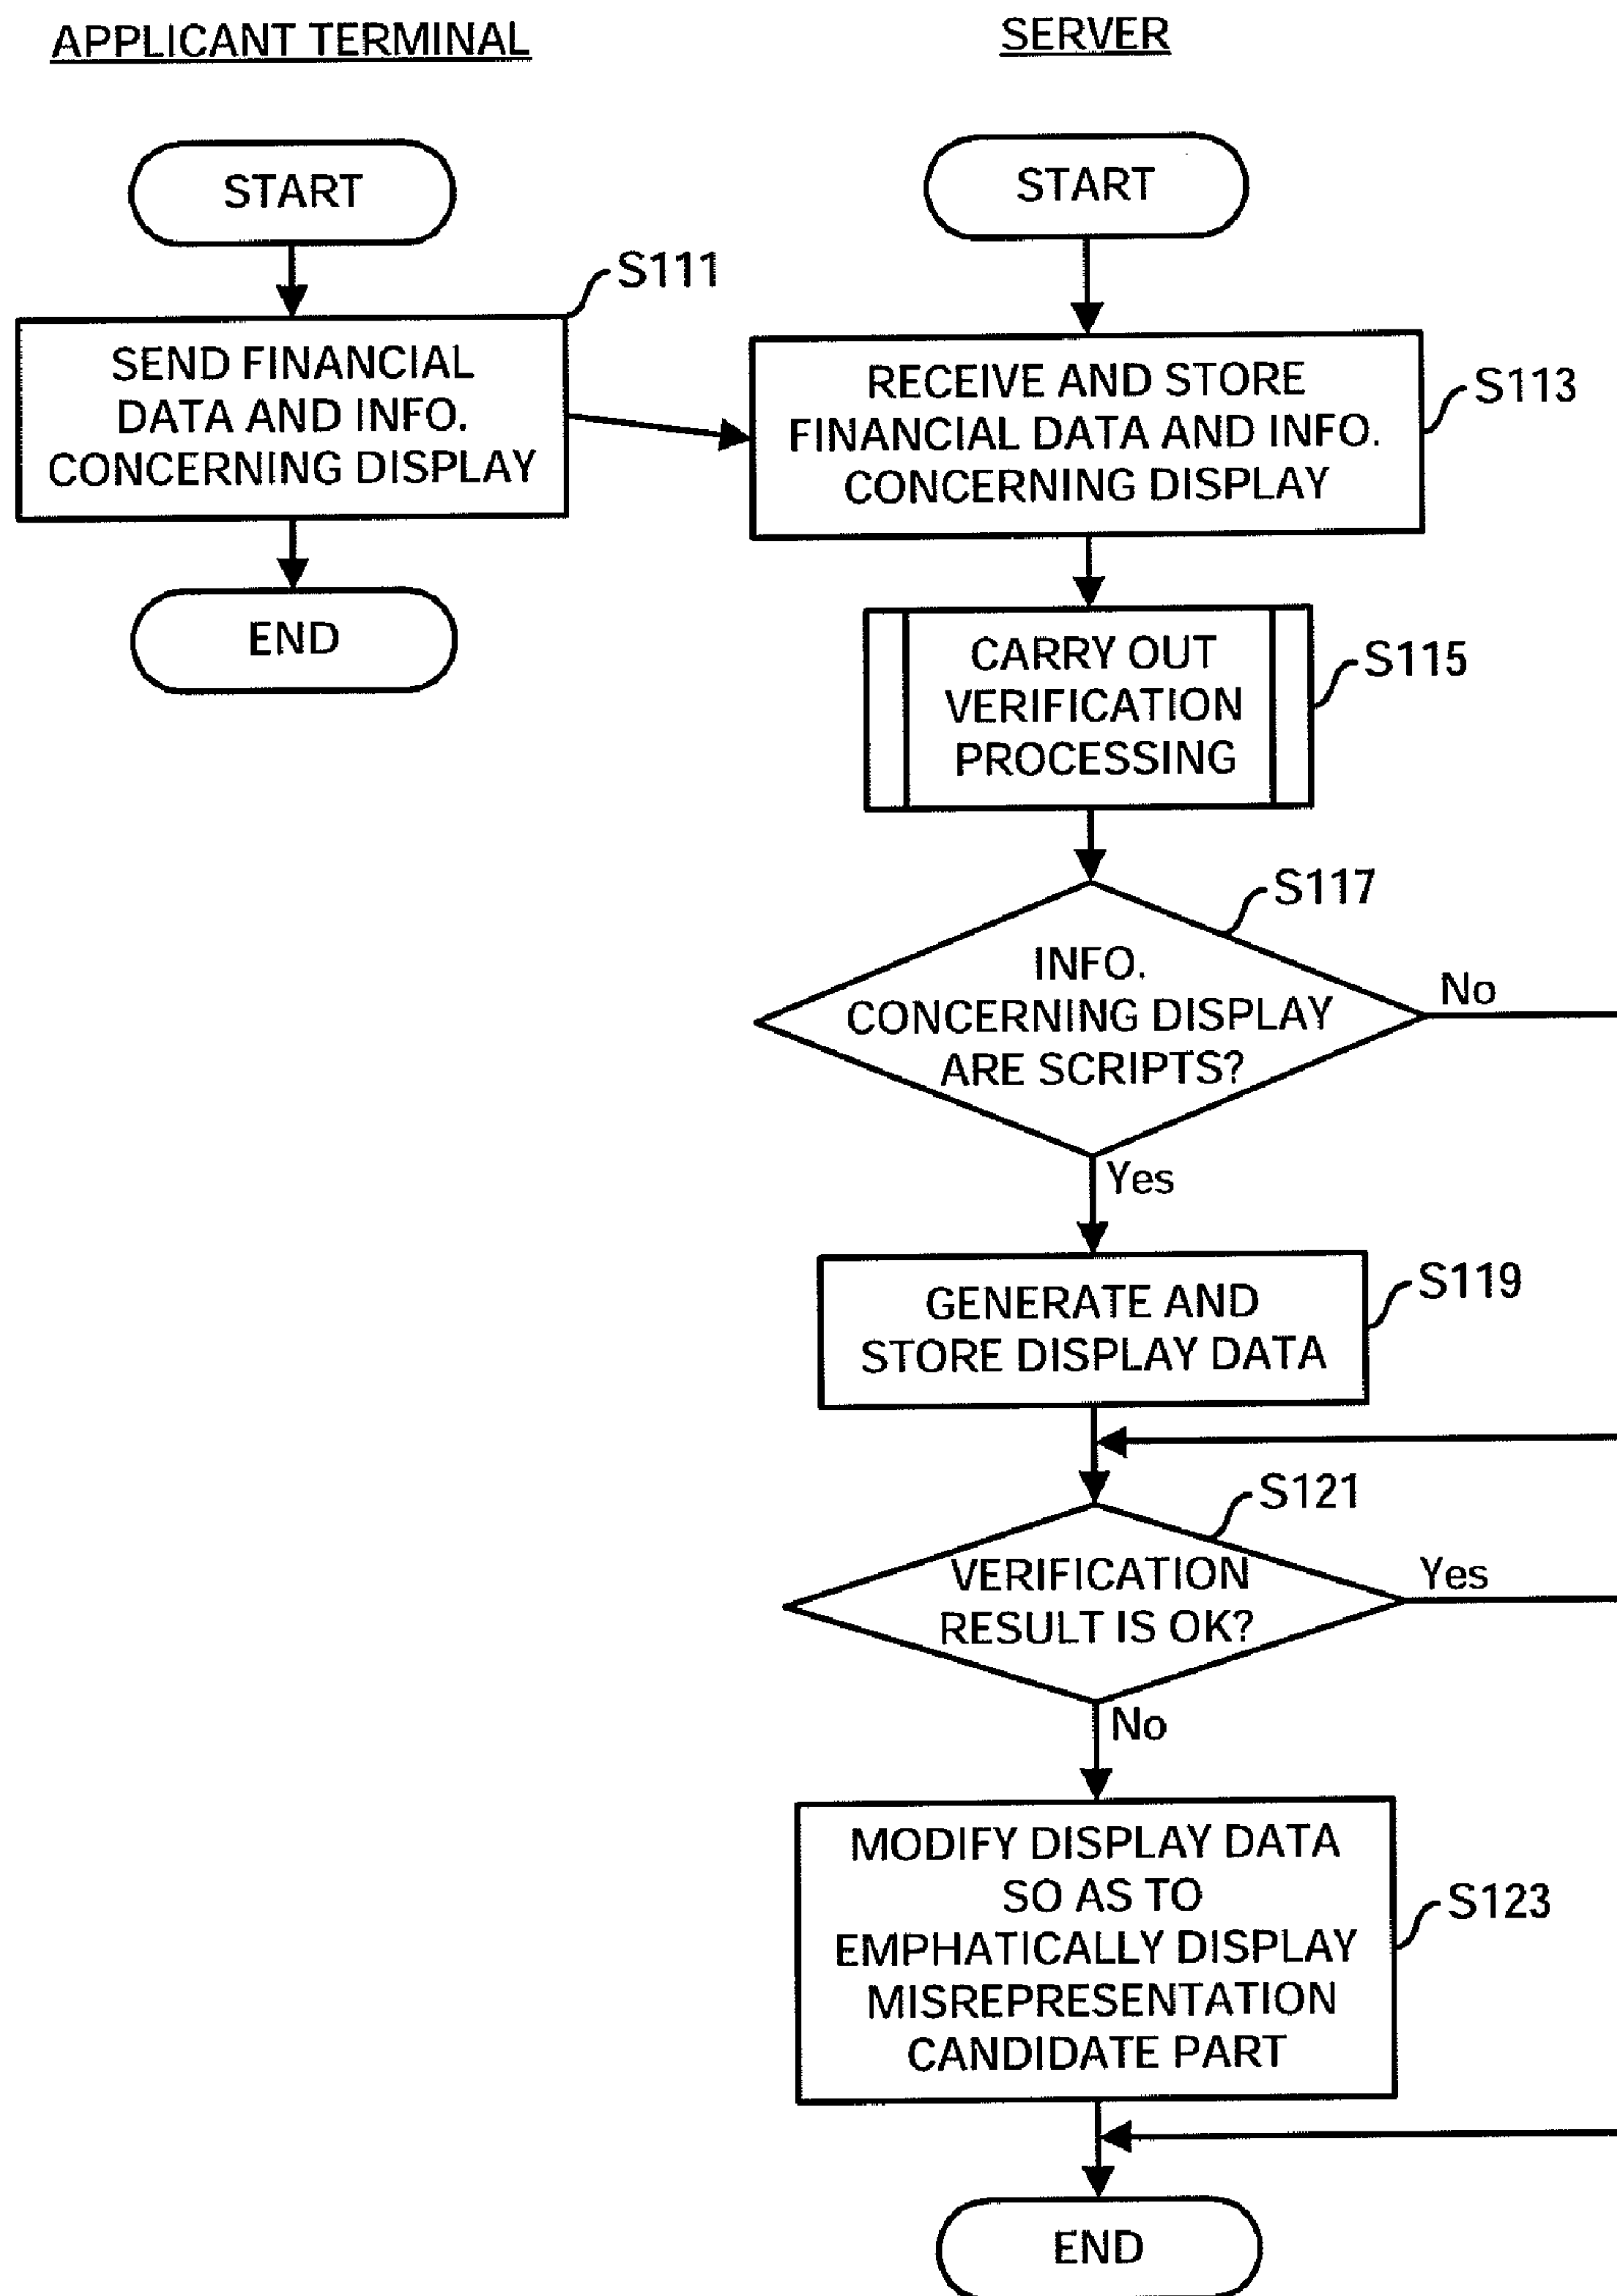 APPLICANT TERMINAL
START
S111
SEND FINANCIAL
DATA AND INFO.
CONCERNING DISPLAY
END
SERVER
START
RECEIVE AND STORE
FINANCIAL DATA AND INFO.
CONCERNING DISPLAY
S113
CARRY OUT
VERIFICATION
PROCESSING
S115
S117
INFO.
CONCERNING DISPLAY
ARE SCRIPTS?
No
Yes
GENERATE AND
STORE DISPLAY DATA
S119
S121
VERIFICATION
RESULT IS OK?
Yes
No
MODIFY DISPLAY DATA
SO AS TO
EMPHATICALLY DISPLAY
MISREPRESENTATION
CANDIDATE PART
S123
END